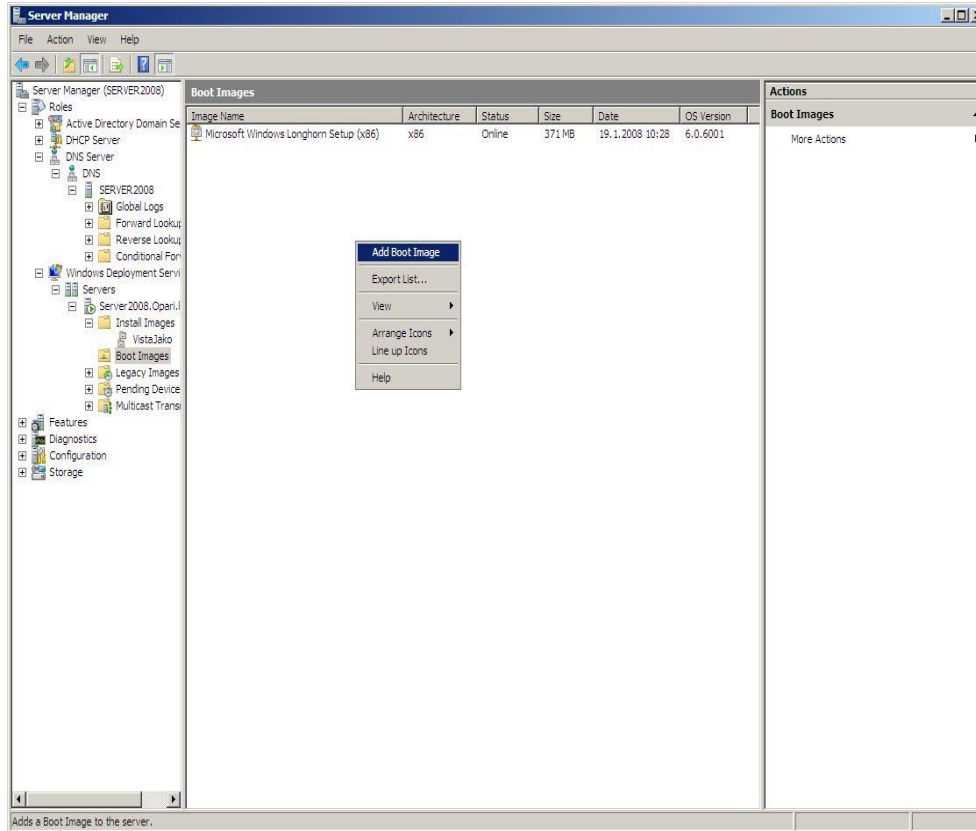 Server Manager
File Action View Help
Server Manager (SERVER2008)
Roles
Active Directory Domain Se
DHCP Server
DNS Server
DNS
SERVER2008
Global Logs
Forward Lookup
Reverse Lookup
Conditional For
Windows Deployment Servi
Servers
Server2008.Opari.l
Install Images
VistaJako
Boot Images
Legacy Images
Pending Device
Multicast Trans
Features
Diagnostics
Configuration
Storage
Boot Images
Image Name Architecture Status Size Date OS Version
Microsoft Windows Longhorn Setup (x86) x86 Online 371 MB 19.1.2008 10:28 6.0.6001
Add Boot Image
Export List...
View
Arrange Icons
Line up Icons
Help
Actions
Boot Images
More Actions
Adds a Boot Image to the server.